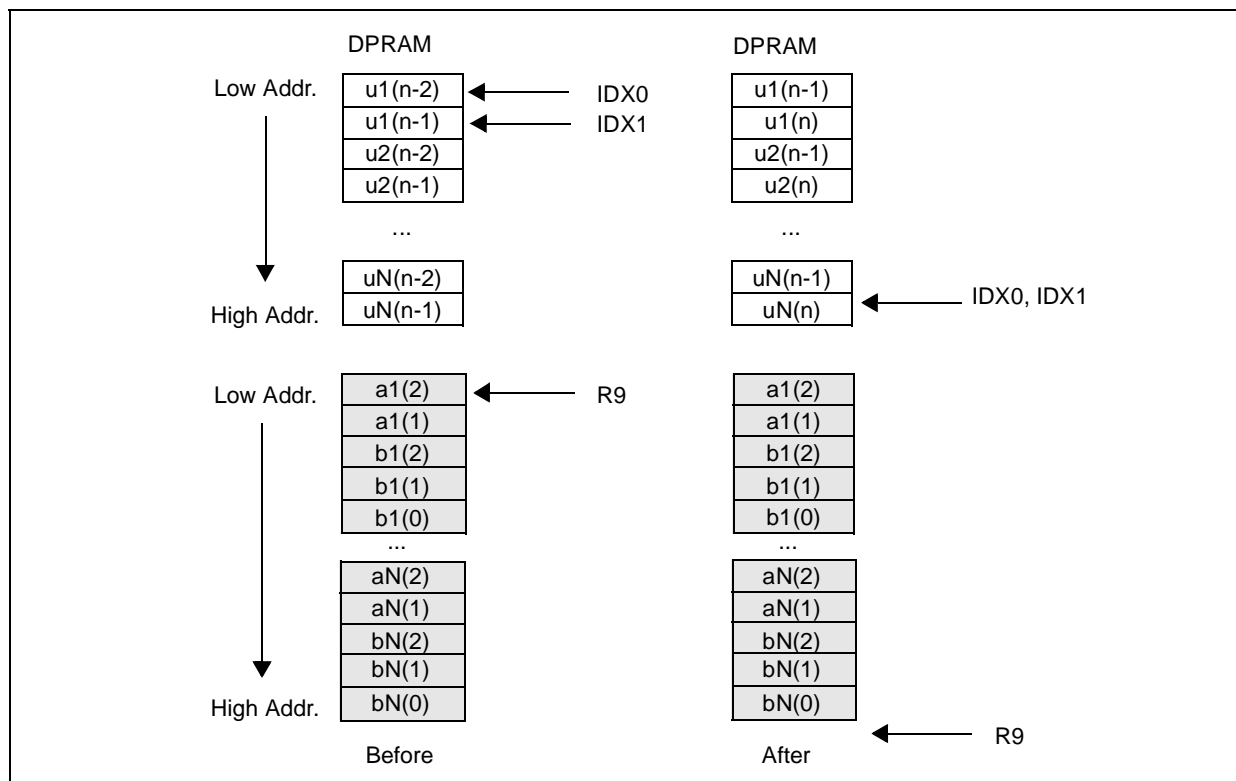 DPRAM DPRAM
Low Addr. u1(n-2) IDX0 u1(n-1)
u1(n-1) IDX1 u1(n)
u2(n-2) u2(n-1)
u2(n-1) u2(n)
... ...
uN(n-2) uN(n-1)
High Addr. uN(n-1) uN(n) IDX0, IDX1
Low Addr. a1(2) R9 a1(2)
a1(1) a1(1)
b1(2) b1(2)
b1(1) b1(1)
b1(0) b1(0)
... ...
aN(2) aN(2)
aN(1) aN(1)
bN(2) bN(2)
bN(1) bN(1)
High Addr. bN(0) bN(0)
R9
Before After